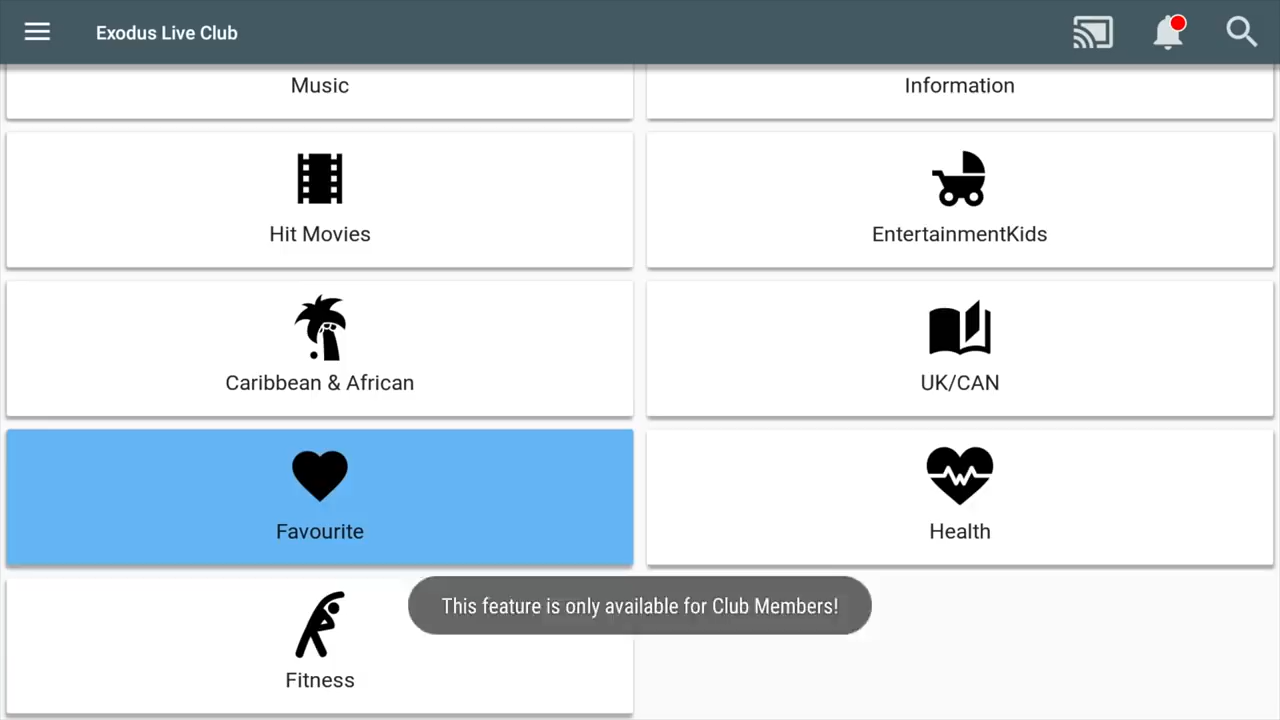 Exodus Live Club
Music
Information
Hit Movies
EntertainmentKids
Caribbean & African
UK/CAN
Favourite
Health
This feature is only available for Club Members!
Fitness